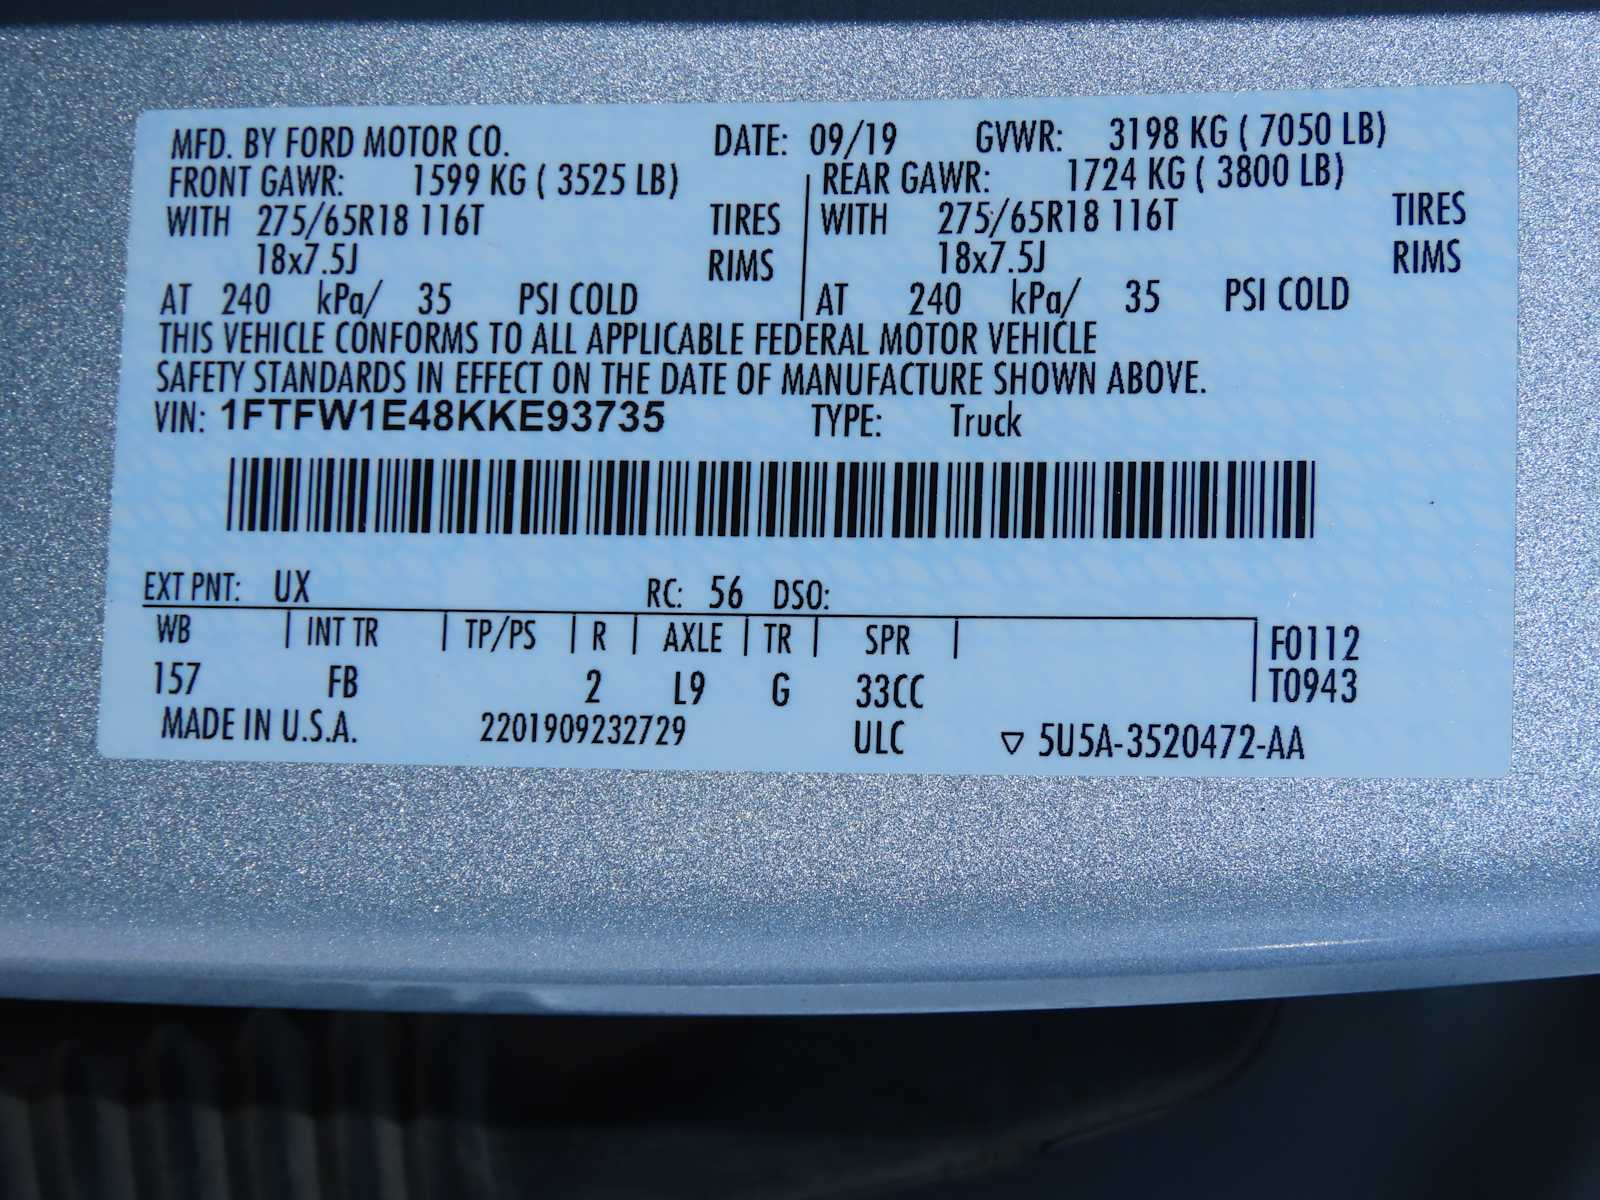 MFD. BY FORD MOTOR CO. DATE: 09/19 GVWR: 3198 KG ( 7050 LB)
FRONT GAWR: 1599 KG ( 3525 LB) REAR GAWR: 1724 KG ( 3800 LB)
WITH 275/65R18 116T TIRES WITH 275/65R18 116T TIRES
18x7.5J RIMS 18x7.5J RIMS
AT 240 kPa/ 35 PSI COLD AT 240 kPa/ 35 PSI COLD
THIS VEHICLE CONFORMS TO ALL APPLICABLE FEDERAL MOTOR VEHICLE
SAFETY STANDARDS IN EFFECT ON THE DATE OF MANUFACTURE SHOWN ABOVE.
VIN: 1FTFW1E48KKE93735 TYPE: Truck
EXT PNT: UX RC: 56 DSO:
WB INT TR TP/PS R AXLE TR SPR F0112
157 FB 2 L9 G 33CC T0943
MADE IN U.S.A. 2201909232729 ULC ▽ 5U5A-3520472-AA